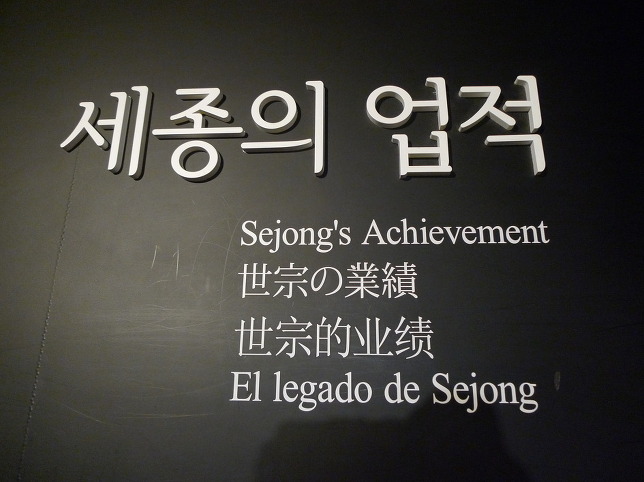 세종의 업적
Sejong's Achievement
世宗の業績
世宗的业绩
El legado de Sejong